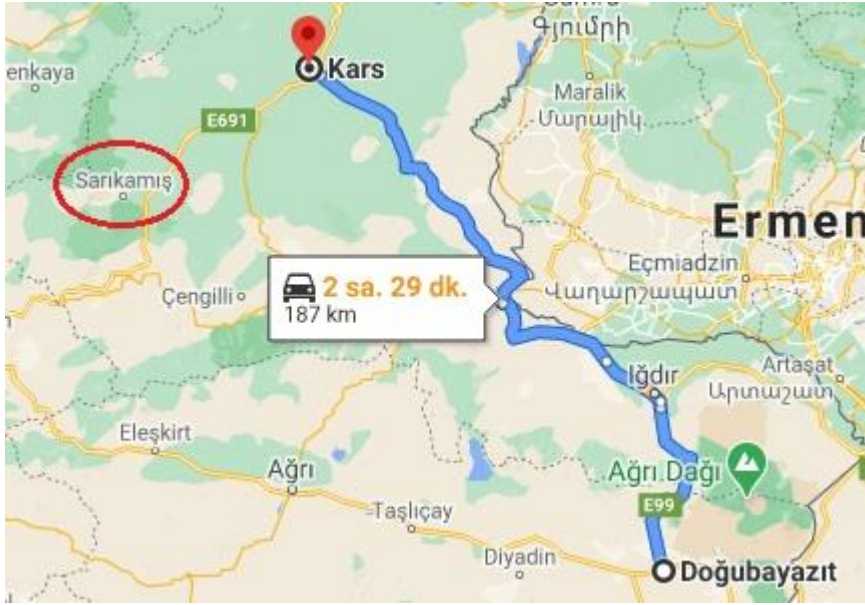 Գյումրի
enkaya
Kars
Maralik
Մարալիկ
E691
Sarıkamış
Ermen
Eçmiadzin
Վաղարշապատ
2 sa. 29 dk.
187 km
Çengilli
Iğdır
Artaşat
Արտաշատ
Eleşkirt
Ağrı
Ağrı Dağı
E99
Taşlıçay
Diyadin
Doğubayazıt